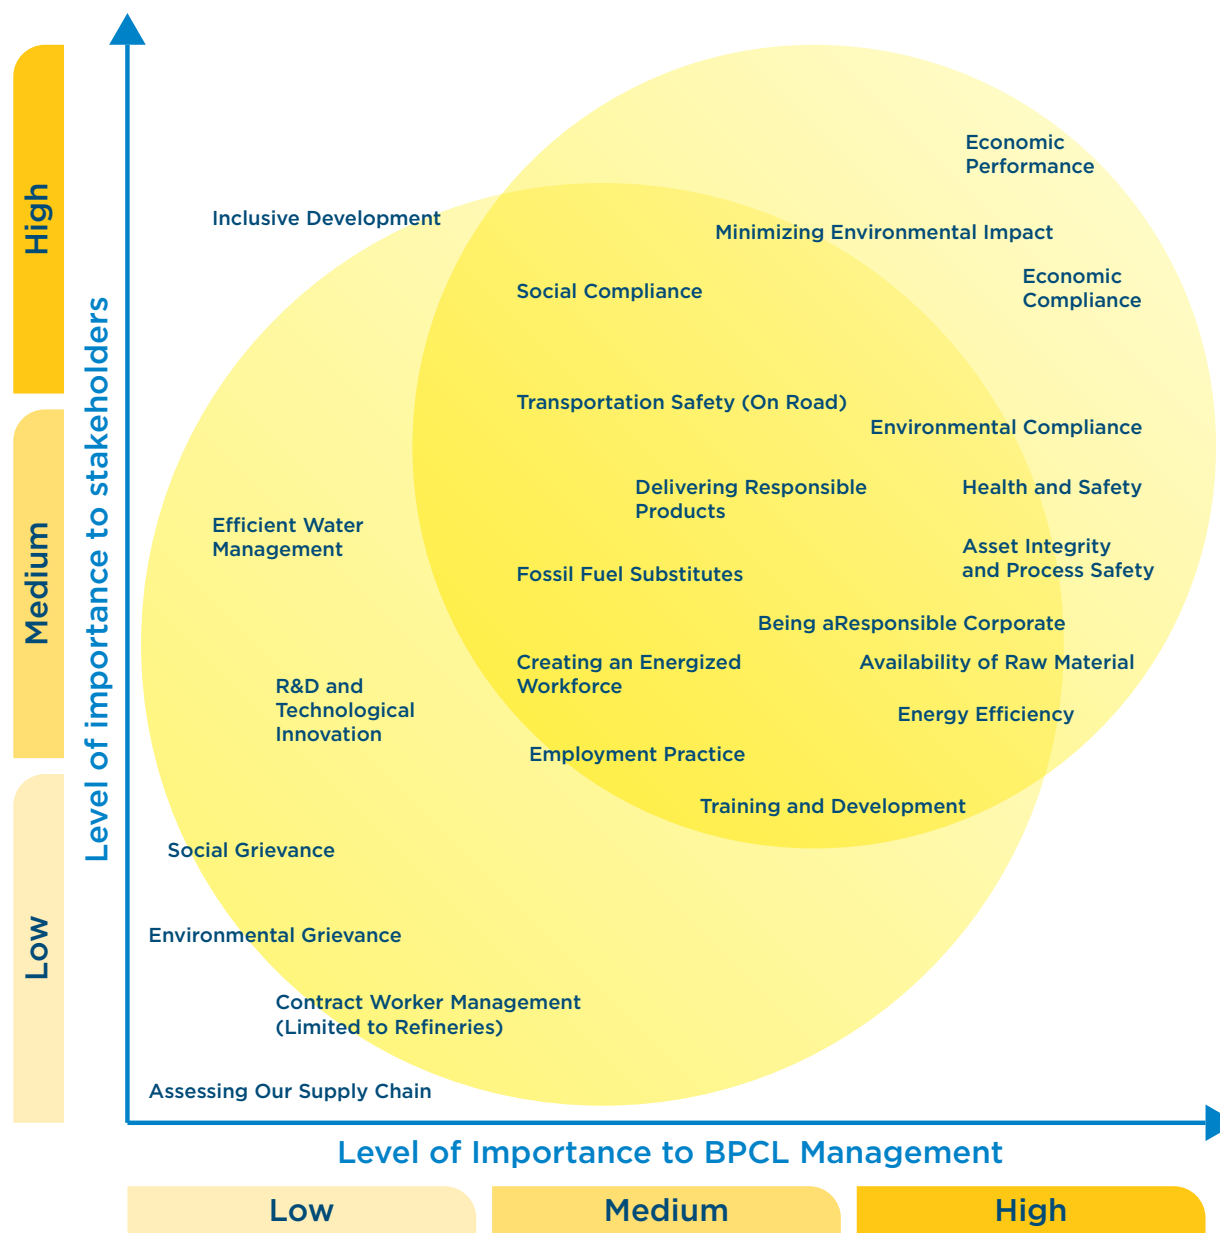 High
Medium
Low
Level of importance to stakeholders
Economic
Performance
Inclusive Development
Minimizing Environmental Impact
Economic
Compliance
Social Compliance
Transportation Safety (On Road)
Environmental Compliance
Delivering Responsible
Products
Health and Safety
Efficient Water
Management
Asset Integrity
and Process Safety
Fossil Fuel Substitutes
Being aResponsible Corporate
Creating an Energized
Workforce
Availability of Raw Material
R&D and
Technological
Innovation
Energy Efficiency
Employment Practice
Training and Development
Social Grievance
Environmental Grievance
Contract Worker Management
(Limited to Refineries)
Assessing Our Supply Chain
Level of Importance to BPCL Management
Low
Medium
High